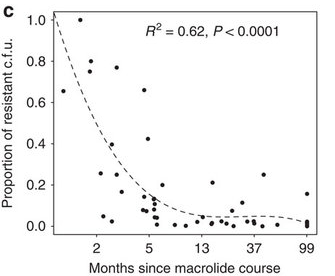 c
R² = 0.62, P < 0.0001
Proportion of resistant c.f.u.
1.0
0.8
0.6
0.4
0.2
0.0
2 5 13 37 99
Months since macrolide course